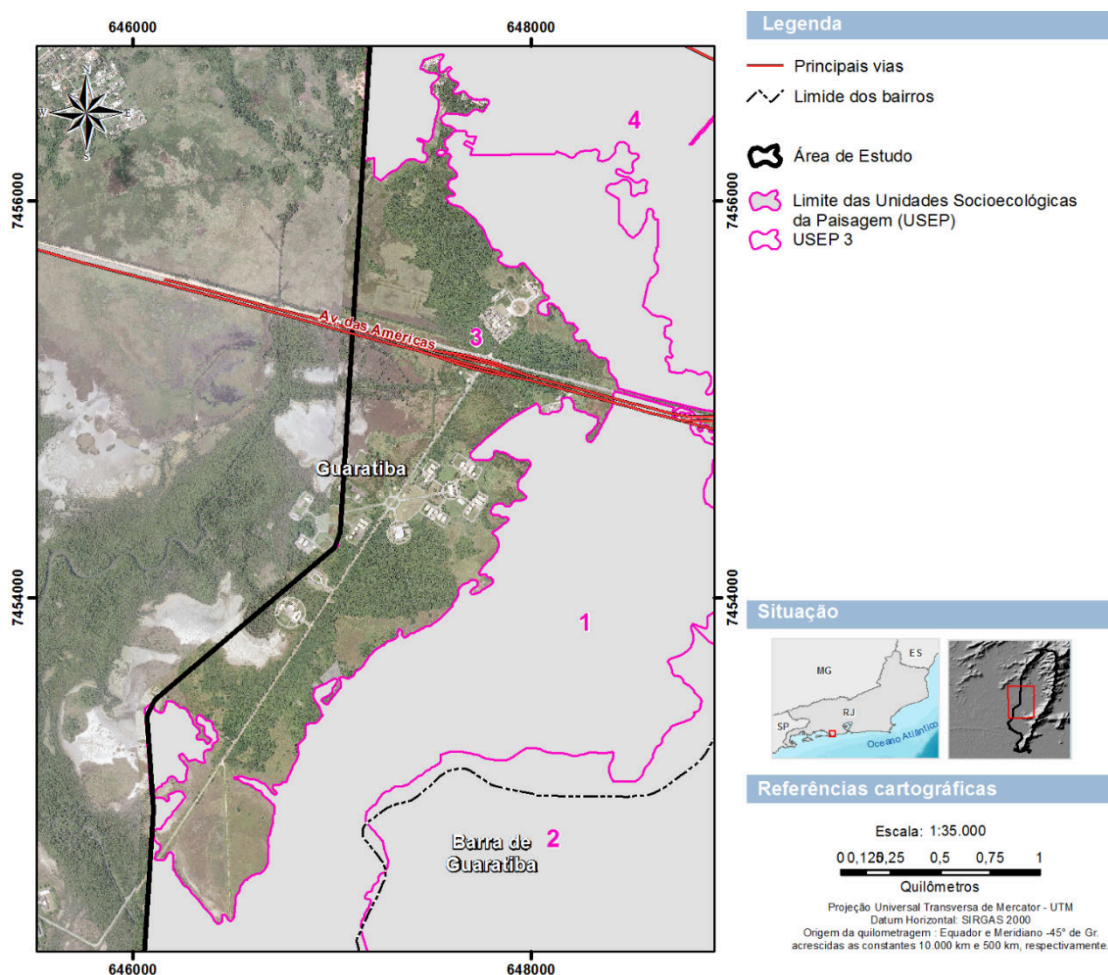 646000
648000
N
W
E
S
4
7456000
7456000
Av. das Américas
3
Guaratiba
7454000
7454000
1
2
Barra de
Guaratiba
646000
648000
Legenda
Principais vias
Limide dos bairros
Área de Estudo
Limite das Unidades Socioecológicas
da Paisagem (USEP)
USEP 3
Situação
MG
ES
RJ
SP
Oceano Atlântico
Referências cartográficas
Escala: 1:35.000
0 0,125 0,25 0,5 0,75 1
Quilômetros
Projeção Universal Transversa de Mercator - UTM
Datum Horizontal: SIRGAS 2000
Origem da quilometragem : Equador e Meridiano -45° de Gr.
acrescidas as constantes 10.000 km e 500 km, respectivamente.